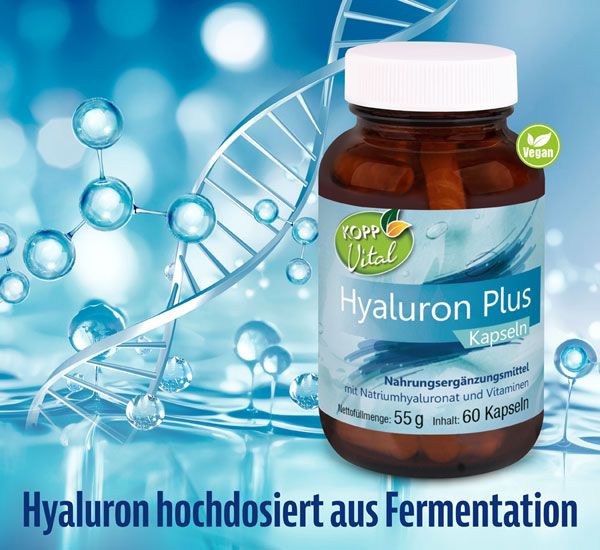 Vegan
KOPP
Vital
Hyaluron Plus
Kapseln
Nahrungsergänzungsmittel
mit Natriumhyaluronat und Vitaminen
Nettofüllmenge: 55 g Inhalt: 60 Kapseln
Hyaluron hochdosiert aus Fermentation